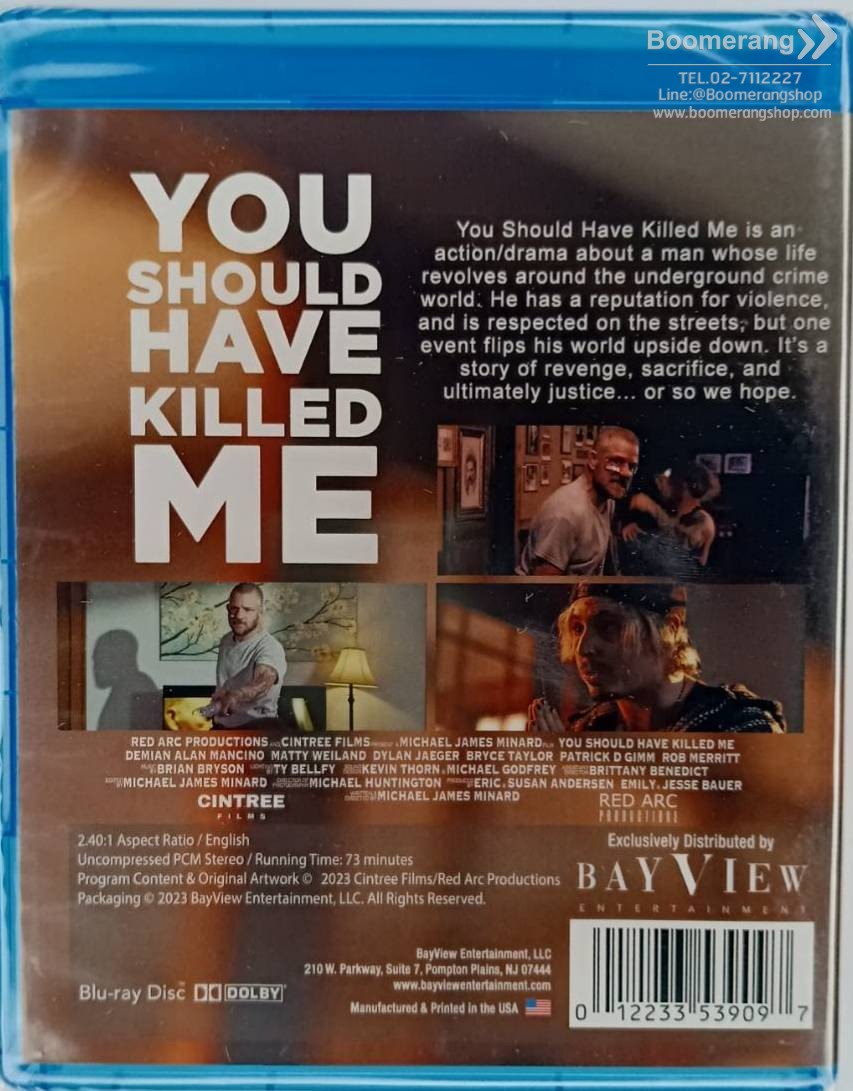 Boomerang
TEL.02-7112227
Line:@Boomerangshop
www.boomerangshop.com
YOU
SHOULD
HAVE
KILLED
ME
You Should Have Killed Me is an
action/drama about a man whose life
revolves around the underground crime
world. He has a reputation for violence,
and is respected on the streets, but one
event flips his world upside down. It's a
story of revenge, sacrifice, and
ultimately justice... or so we hope.
RED ARC PRODUCTIONS AND CINTREE FILMS PRESENT A MICHAEL JAMES MINARD FILM YOU SHOULD HAVE KILLED ME
DEMIAN ALAN MANCINO MATTY WEILAND DYLAN JAEGER BRYCE TAYLOR PATRICK D GIMM ROB MERRITT
BRIAN BRYSON TY BELLFY KEVIN THORN & MICHAEL GODFREY BRITTANY BENEDICT
MICHAEL JAMES MINARD MICHAEL HUNTINGTON ERIC & SUSAN ANDERSEN EMILY & JESSE BAUER
MICHAEL JAMES MINARD
CINTREE
FILMS
RED ARC
PRODUCTIONS
2.40:1 Aspect Ratio / English
Uncompressed PCM Stereo / Running Time: 73 minutes
Program Content & Original Artwork © 2023 Cintree Films/Red Arc Productions
Packaging © 2023 BayView Entertainment, LLC. All Rights Reserved.
Exclusively Distributed by
BAYVIEW
ENTERTAINMENT
BayView Entertainment, LLC
210 W. Parkway, Suite 7, Pompton Plains, NJ 07444
www.bayviewentertainment.com
Manufactured & Printed in the USA
Blu-ray Disc™ DOLBY
0 12233 53909 7